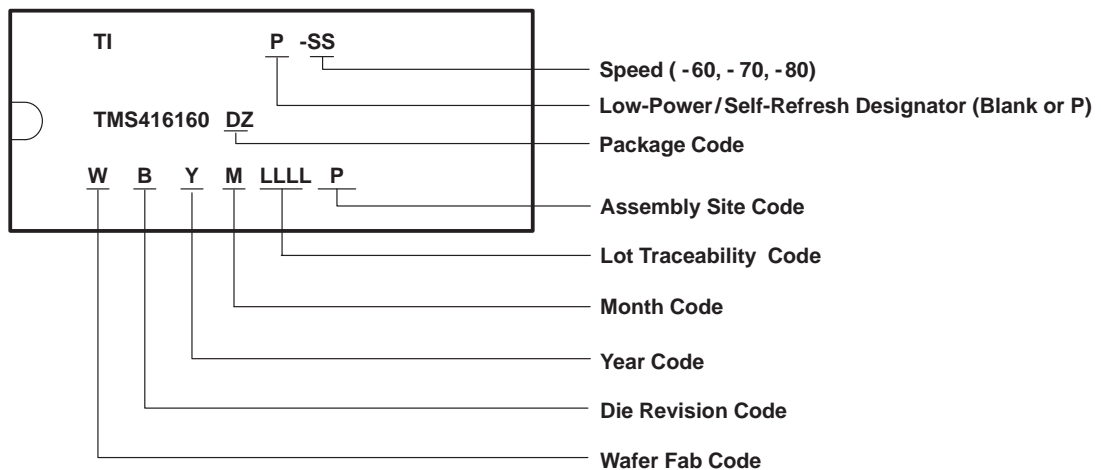 TI P -SS
Speed ( -60, - 70, -80)
Low-Power/Self-Refresh Designator (Blank or P)
TMS416160 DZ
Package Code
W B Y M LLLL P
Assembly Site Code
Lot Traceability Code
Month Code
Year Code
Die Revision Code
Wafer Fab Code